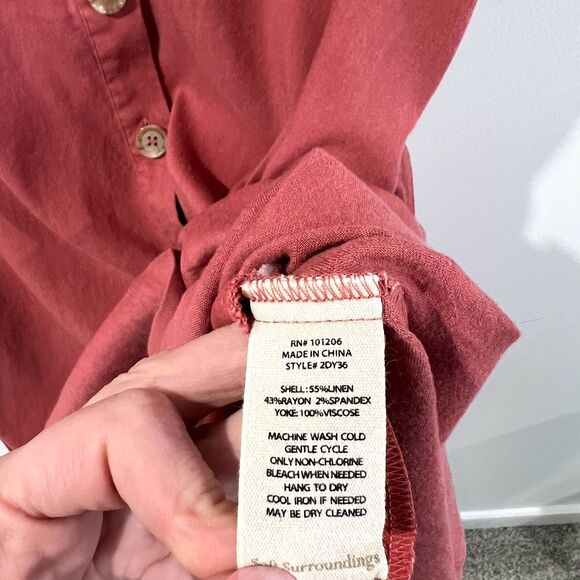 RN# 101206
MADE IN CHINA
STYLE# 2DY36
SHELL: 55%LINEN
43%RAYON 2%SPANDEX
YOKE: 100%VISCOSE
MACHINE WASH COLD
GENTLE CYCLE
ONLY NON-CHLORINE
BLEACH WHEN NEEDED
HANG TO DRY
COOL IRON IF NEEDED
MAY BE DRY CLEANED
Soft Surroundings